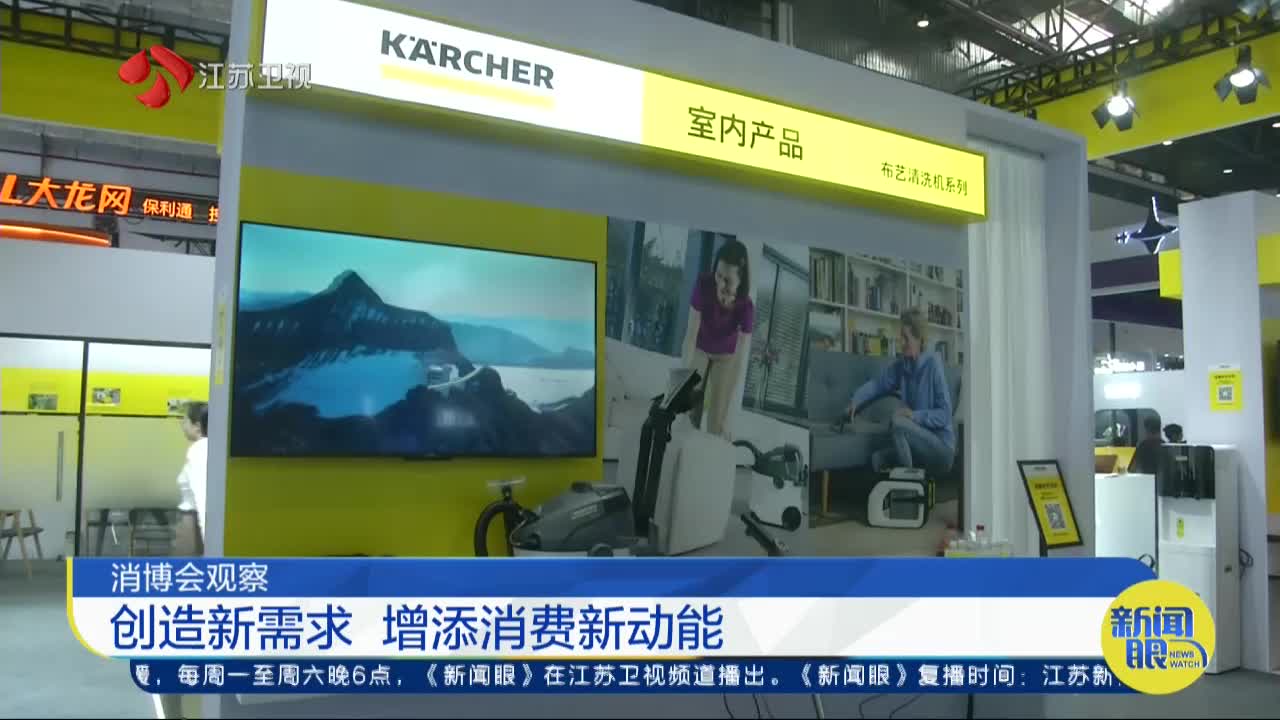 江苏卫视
KÄRCHER
室内产品
布艺清洗机系列
L大龙网 保利通
消博会观察
创造新需求 增添消费新动能
新闻眼
NEWS WATCH
，每周一至周六晚6点，《新闻眼》在江苏卫视频道播出。《新闻眼》复播时间：江苏新